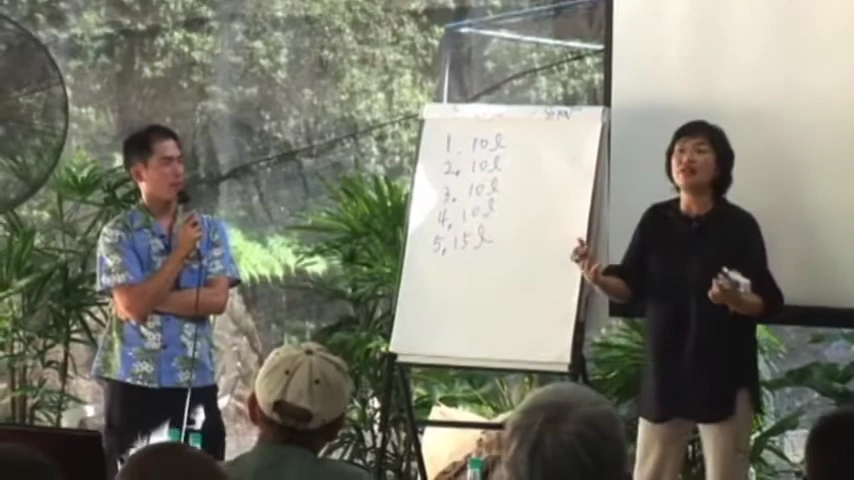 1. 10ℓ
2, 10ℓ
3. 10ℓ
4, 10ℓ
5, 15ℓ